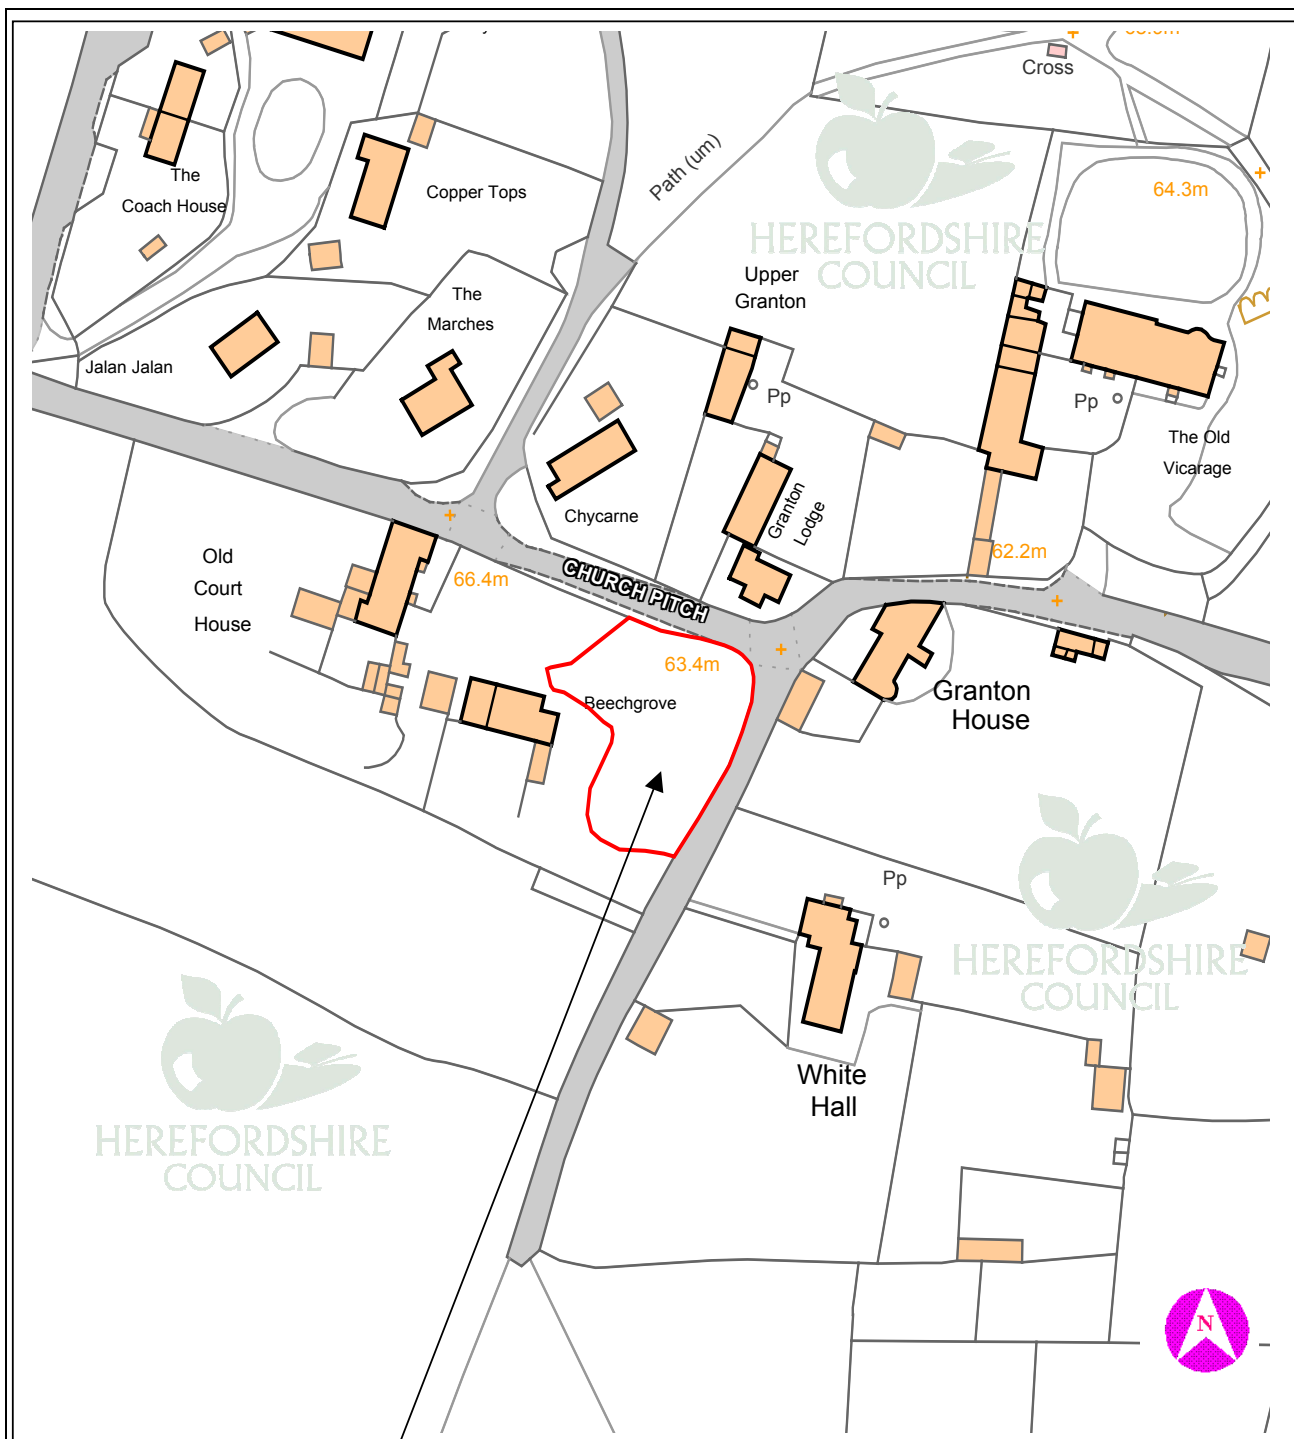 Cross
HEREFORDSHIRE
COUNCIL
64.3m
Path (um)
The
Coach House
Copper Tops
Upper
Granton
The
Marches
Jalan Jalan
Pp
Pp
The Old
Vicarage
Granton
Lodge
Chycarne
62.2m
Old
Court
House
66.4m
CHURCH PITCH
63.4m
Beechgrove
Granton
House
Pp
HEREFORDSHIRE
COUNCIL
White
Hall
HEREFORDSHIRE
COUNCIL
N